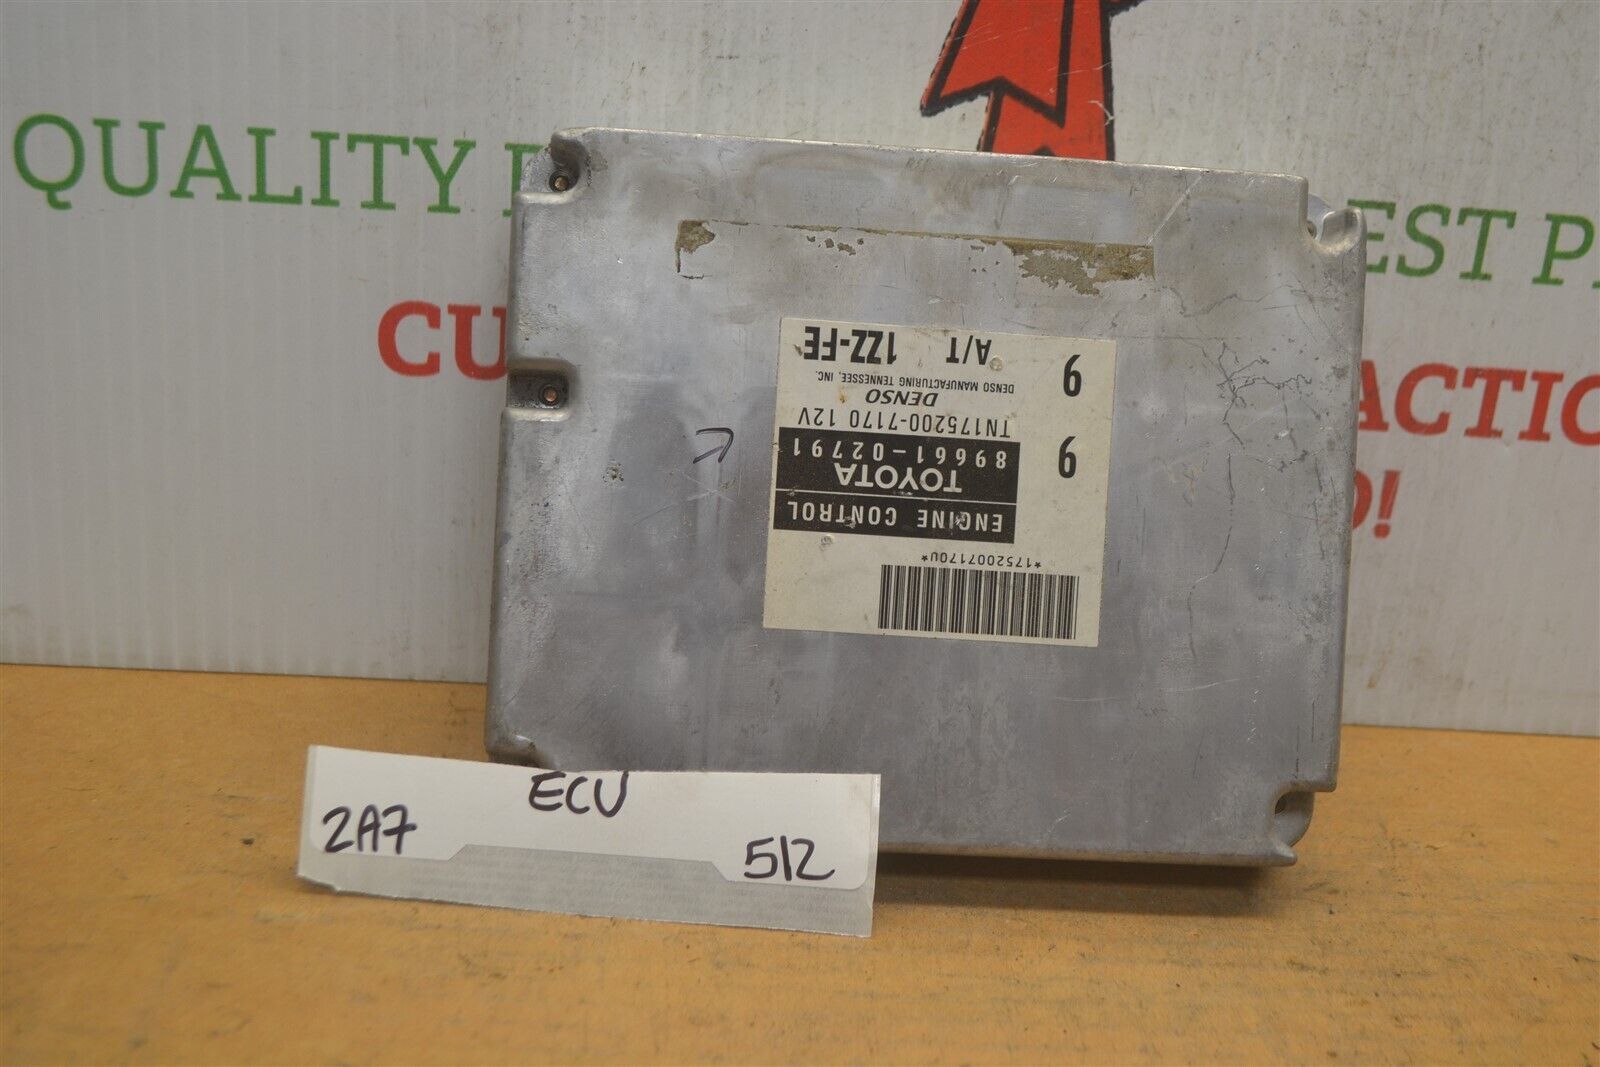 QUALITY EST P
CU ACTIO
!
*1752007170U*
ENGINE CONTROL
TOYOTA
89661-02791
6
TN175200-7170 12V
DENSO
DENSO MANUFACTURING TENNESSEE, INC.
6
A/T 1ZZ-FE
ECU
2A7
512